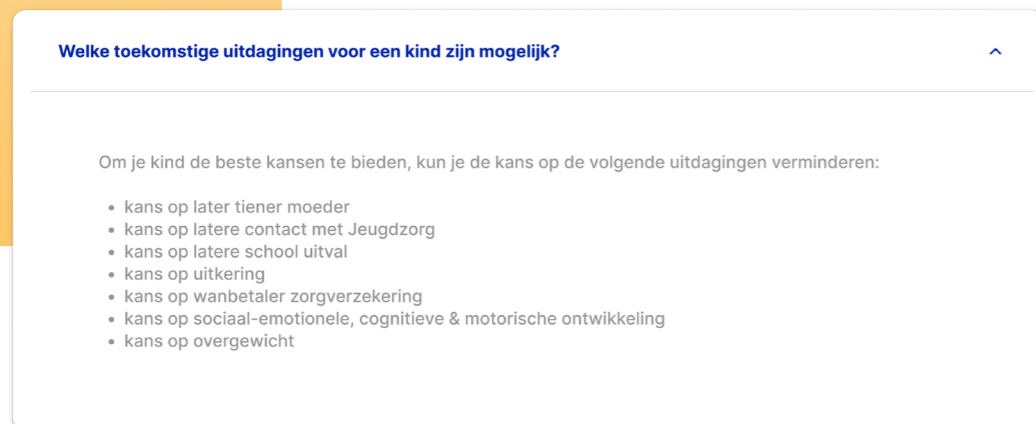 Welke toekomstige uitdagingen voor een kind zijn mogelijk?
Om je kind de beste kansen te bieden, kun je de kans op de volgende uitdagingen verminderen:
• kans op later tiener moeder
• kans op latere contact met Jeugdzorg
• kans op latere school uitval
• kans op uitkering
• kans op wanbetaler zorgverzekering
• kans op sociaal-emotionele, cognitieve & motorische ontwikkeling
• kans op overgewicht